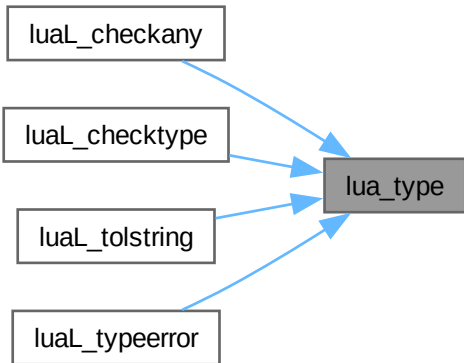 luaL_checkany
luaL_checktype
lua_type
luaL_tolstring
luaL_typeerror